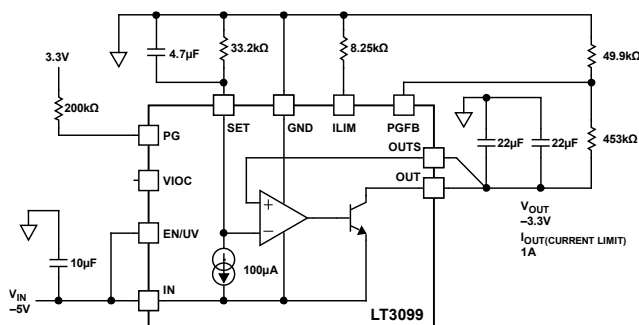 4.7µF
33.2kΩ
8.25kΩ
49.9kΩ
3.3V
200kΩ
SET
GND
ILIM
PGFB
PG
OUTS
22µF
22µF
453kΩ
VIOC
OUT
+
–
VOUT
–3.3V
IOUT(CURRENT LIMIT)
1A
EN/UV
10µF
100µA
IN
VIN
–5V
LT3099